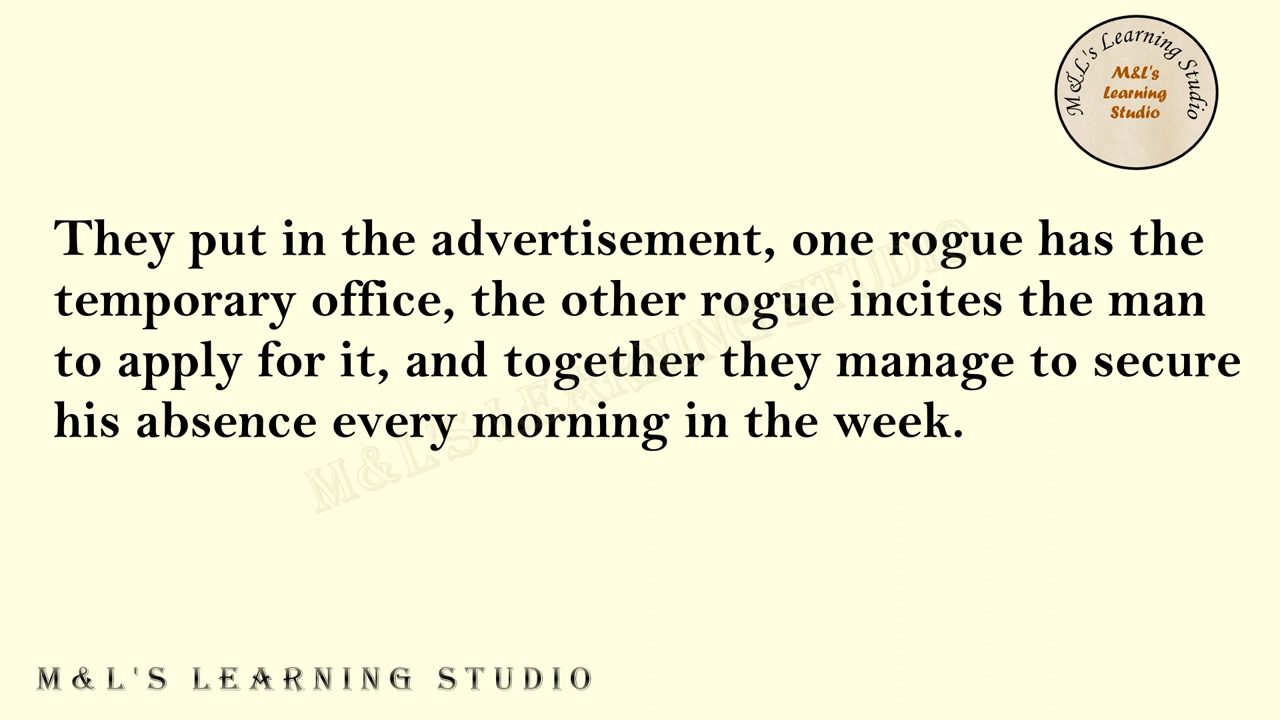 M&L's Learning Studio
M&L's
Learning
Studio
They put in the advertisement, one rogue has the
temporary office, the other rogue incites the man
to apply for it, and together they manage to secure
his absence every morning in the week.
M&L'S LEARNING STUDIO
M&L'S LEARNING STUDIO